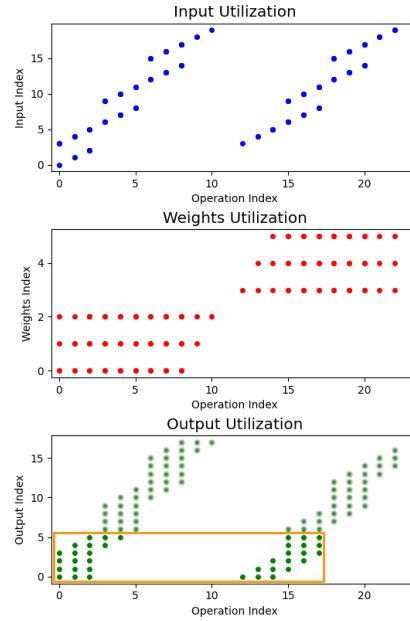 Input Utilization
Input Index
15
10
5
0
0
5
10
15
20
Operation Index
Weights Utilization
Weights Index
4
2
0
0
5
10
15
20
Operation Index
Output Utilization
Output Index
15
10
5
0
0
5
10
15
20
Operation Index